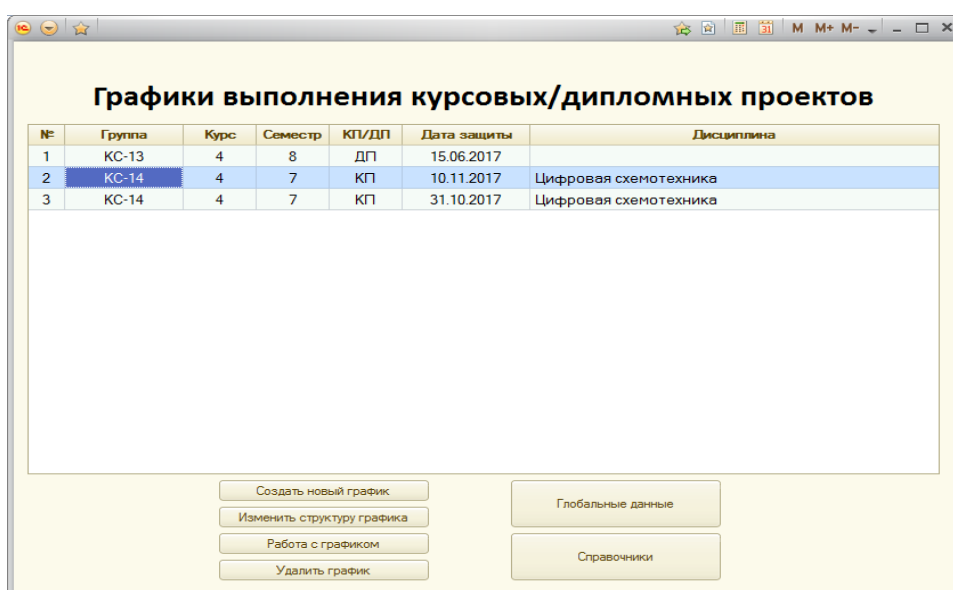 1С 31 M M+ M-
Графики выполнения курсовых/дипломных проектов
№ Группа Курс Семестр КП/ДП Дата защиты Дисциплина
1 КС-13 4 8 ДП 15.06.2017
2 КС-14 4 7 КП 10.11.2017 Цифровая схемотехника
3 КС-14 4 7 КП 31.10.2017 Цифровая схемотехника
Создать новый график
Изменить структуру графика
Работа с графиком
Удалить график
Глобальные данные
Справочники